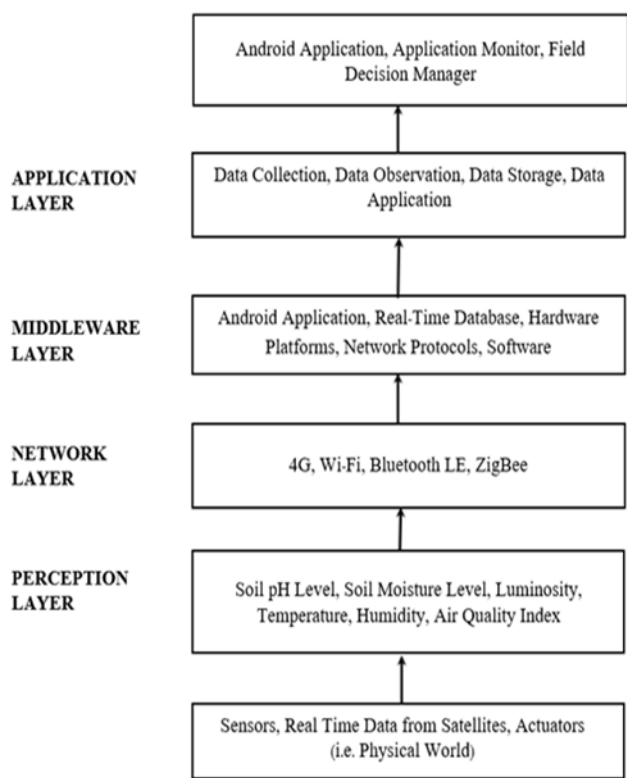 Android Application, Application Monitor, Field
Decision Manager
APPLICATION
LAYER
Data Collection, Data Observation, Data Storage, Data
Application
MIDDLEWARE
LAYER
Android Application, Real-Time Database, Hardware
Platforms, Network Protocols, Software
NETWORK
LAYER
4G, Wi-Fi, Bluetooth LE, ZigBee
PERCEPTION
LAYER
Soil pH Level, Soil Moisture Level, Luminosity,
Temperature, Humidity, Air Quality Index
Sensors, Real Time Data from Satellites, Actuators
(i.e. Physical World)